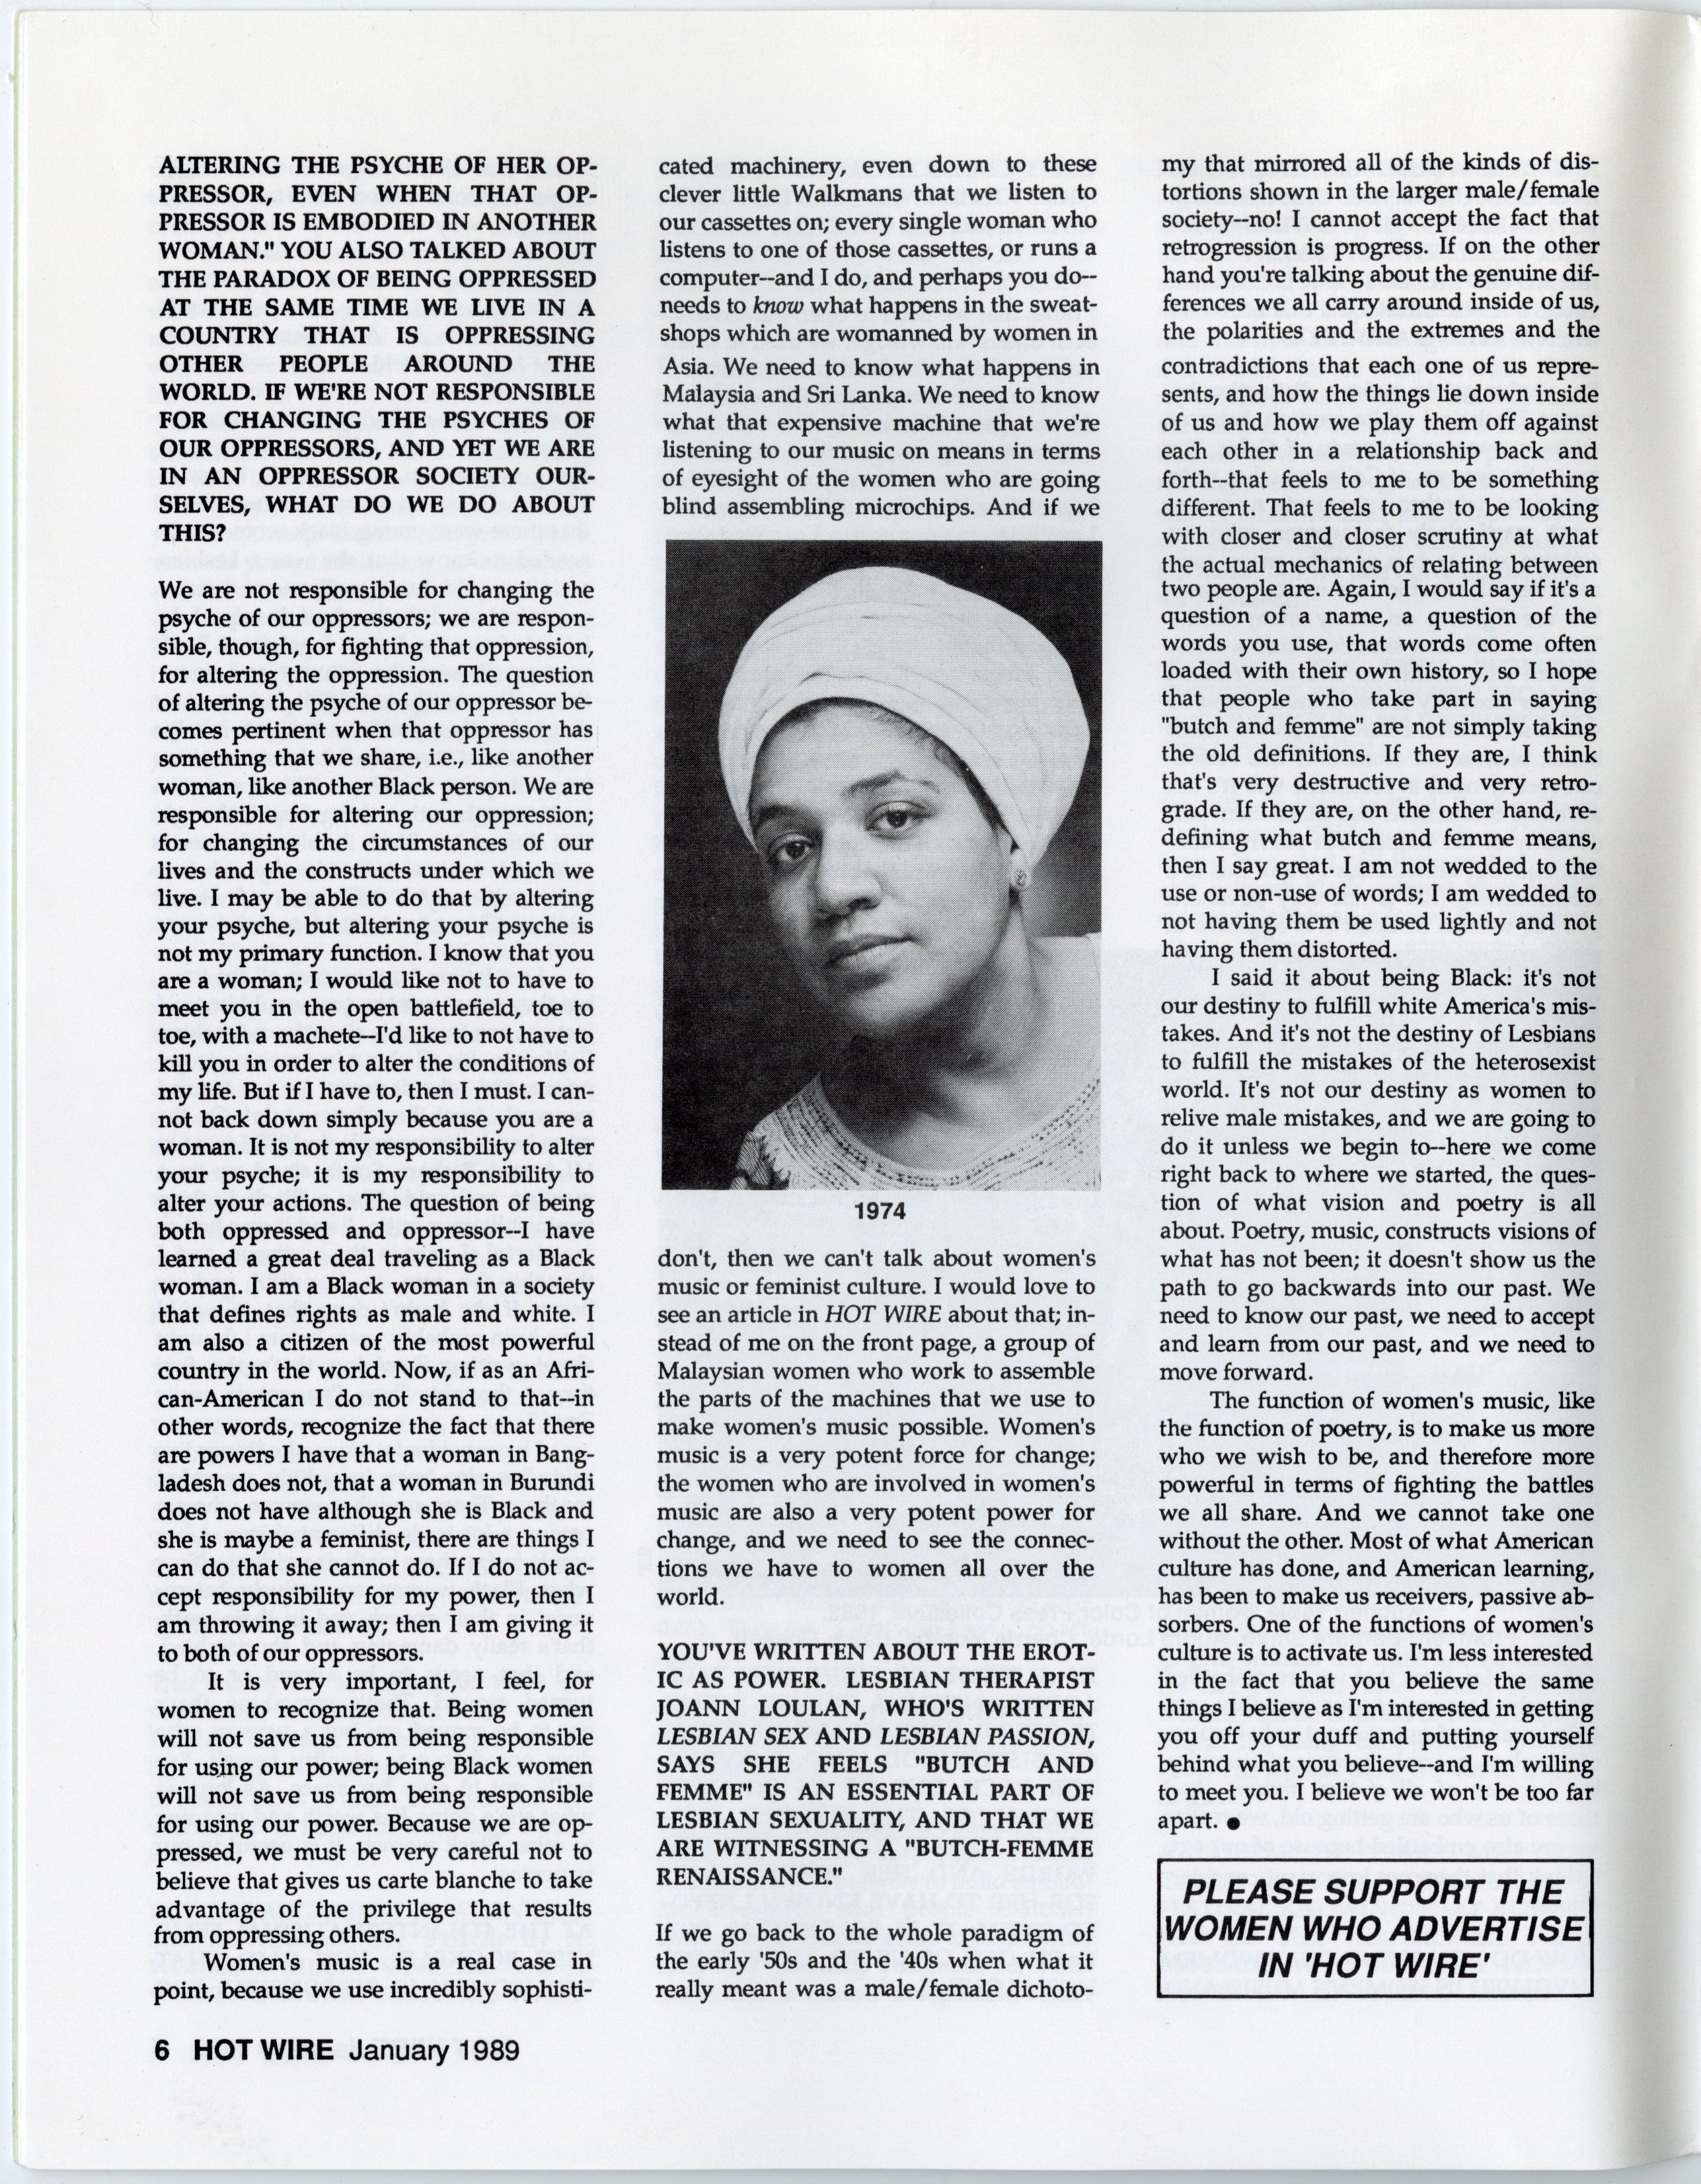 ALTERING THE PSYCHE OF HER OP-
PRESSOR, EVEN WHEN THAT OP-
PRESSOR IS EMBODIED IN ANOTHER
WOMAN." YOU ALSO TALKED ABOUT
THE PARADOX OF BEING OPPRESSED
AT THE SAME TIME WE LIVE IN A
COUNTRY THAT IS OPPRESSING
OTHER PEOPLE AROUND THE
WORLD. IF WE'RE NOT RESPONSIBLE
FOR CHANGING THE PSYCHES OF
OUR OPPRESSORS, AND YET WE ARE
IN AN OPPRESSOR SOCIETY OUR-
SELVES, WHAT DO WE DO ABOUT
THIS?
We are not responsible for changing the
psyche of our oppressors; we are respon-
sible, though, for fighting that oppression,
for altering the oppression. The question
of altering the psyche of our oppressor be-
comes pertinent when that oppressor has
something that we share, i.e., like another
woman, like another Black person. We are
responsible for altering our oppression;
for changing the circumstances of our
lives and the constructs under which we
live. I may be able to do that by altering
your psyche, but altering your psyche is
not my primary function. I know that you
are a woman; I would like not to have to
meet you in the open battlefield, toe to
toe, with a machete--I'd like to not have to
kill you in order to alter the conditions of
my life. But if I have to, then I must. I can-
not back down simply because you are a
woman. It is not my responsibility to alter
your psyche; it is my responsibility to
alter your actions. The question of being
both oppressed and oppressor--I have
learned a great deal traveling as a Black
woman. I am a Black woman in a society
that defines rights as male and white. I
am also a citizen of the most powerful
country in the world. Now, if as an Afri-
can-American I do not stand to that--in
other words, recognize the fact that there
are powers I have that a woman in Bang-
ladesh does not, that a woman in Burundi
does not have although she is Black and
she is maybe a feminist, there are things I
can do that she cannot do. If I do not ac-
cept responsibility for my power, then I
am throwing it away; then I am giving it
to both of our oppressors.
It is very important, I feel, for
women to recognize that. Being women
will not save us from being responsible
for using our power; being Black women
will not save us from being responsible
for using our power. Because we are op-
pressed, we must be very careful not to
believe that gives us carte blanche to take
advantage of the privilege that results
from oppressing others.
Women's music is a real case in
point, because we use incredibly sophisti-
cated machinery, even down to these
clever little Walkmans that we listen to
our cassettes on; every single woman who
listens to one of those cassettes, or runs a
computer--and I do, and perhaps you do--
needs to know what happens in the sweat-
shops which are womanned by women in
Asia. We need to know what happens in
Malaysia and Sri Lanka. We need to know
what that expensive machine that we're
listening to our music on means in terms
of eyesight of the women who are going
blind assembling microchips. And if we
1974
don't, then we can't talk about women's
music or feminist culture. I would love to
see an article in HOT WIRE about that; in-
stead of me on the front page, a group of
Malaysian women who work to assemble
the parts of the machines that we use to
make women's music possible. Women's
music is a very potent force for change;
the women who are involved in women's
music are also a very potent power for
change, and we need to see the connec-
tions we have to women all over the
world.
YOU'VE WRITTEN ABOUT THE EROT-
IC AS POWER. LESBIAN THERAPIST
JOANN LOULAN, WHO'S WRITTEN
LESBIAN SEX AND LESBIAN PASSION,
SAYS SHE FEELS "BUTCH AND
FEMME" IS AN ESSENTIAL PART OF
LESBIAN SEXUALITY, AND THAT WE
ARE WITNESSING A "BUTCH-FEMME
RENAISSANCE."
If we go back to the whole paradigm of
the early '50s and the '40s when what it
really meant was a male/female dichoto-
my that mirrored all of the kinds of dis-
tortions shown in the larger male/female
society--no! I cannot accept the fact that
retrogression is progress. If on the other
hand you're talking about the genuine dif-
ferences we all carry around inside of us,
the polarities and the extremes and the
contradictions that each one of us repre-
sents, and how the things lie down inside
of us and how we play them off against
each other in a relationship back and
forth--that feels to me to be something
different. That feels to me to be looking
with closer and closer scrutiny at what
the actual mechanics of relating between
two people are. Again, I would say if it's a
question of a name, a question of the
words you use, that words come often
loaded with their own history, so I hope
that people who take part in saying
"butch and femme" are not simply taking
the old definitions. If they are, I think
that's very destructive and very retro-
grade. If they are, on the other hand, re-
defining what butch and femme means,
then I say great. I am not wedded to the
use or non-use of words; I am wedded to
not having them be used lightly and not
having them distorted.
I said it about being Black: it's not
our destiny to fulfill white America's mis-
takes. And it's not the destiny of Lesbians
to fulfill the mistakes of the heterosexist
world. It's not our destiny as women to
relive male mistakes, and we are going to
do it unless we begin to--here we come
right back to where we started, the ques-
tion of what vision and poetry is all
about. Poetry, music, constructs visions of
what has not been; it doesn't show us the
path to go backwards into our past. We
need to know our past, we need to accept
and learn from our past, and we need to
move forward.
The function of women's music, like
the function of poetry, is to make us more
who we wish to be, and therefore more
powerful in terms of fighting the battles
we all share. And we cannot take one
without the other. Most of what American
culture has done, and American learning,
has been to make us receivers, passive ab-
sorbers. One of the functions of women's
culture is to activate us. I'm less interested
in the fact that you believe the same
things I believe as I'm interested in getting
you off your duff and putting yourself
behind what you believe--and I'm willing
to meet you. I believe we won't be too far
apart. ●
PLEASE SUPPORT THE
WOMEN WHO ADVERTISE
IN 'HOT WIRE'
6 HOT WIRE January 1989